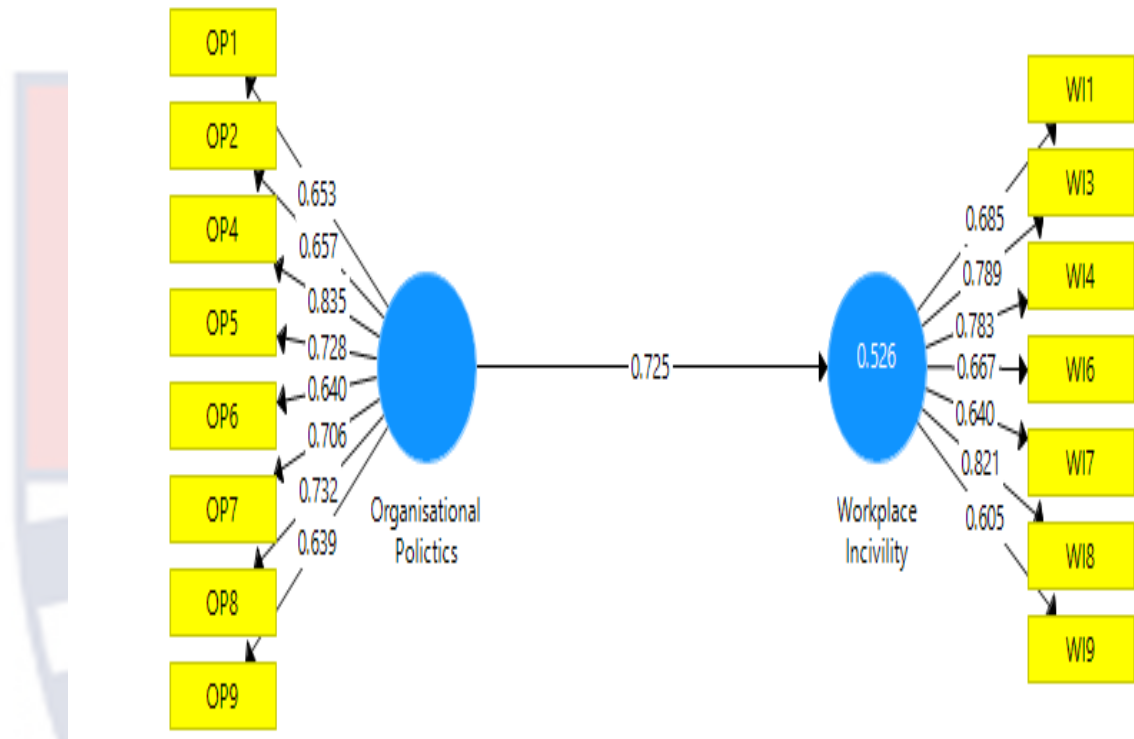 OP1
OP2
OP4
OP5
OP6
OP7
OP8
OP9
0.653
0.657
0.835
0.728
0.640
0.706
0.732
0.639
Organisational
Polictics
0.725
0.526
Workplace
Incivility
0.685
0.789
0.783
0.667
0.640
0.821
0.605
WI1
WI3
WI4
WI6
WI7
WI8
WI9